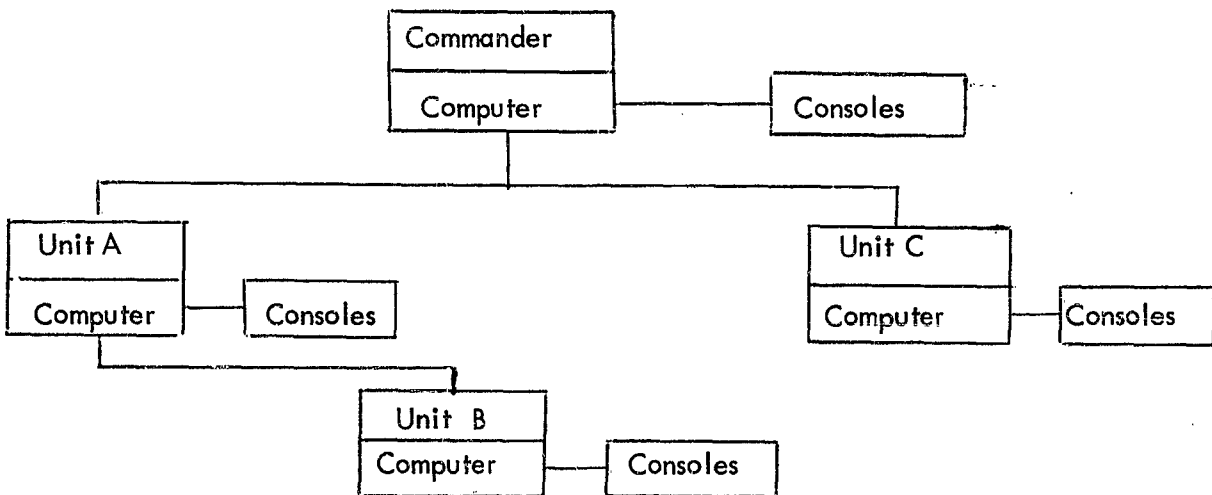 Commander
Computer
Consoles
Unit A
Computer
Consoles
Unit C
Computer
Consoles
Unit B
Computer
Consoles